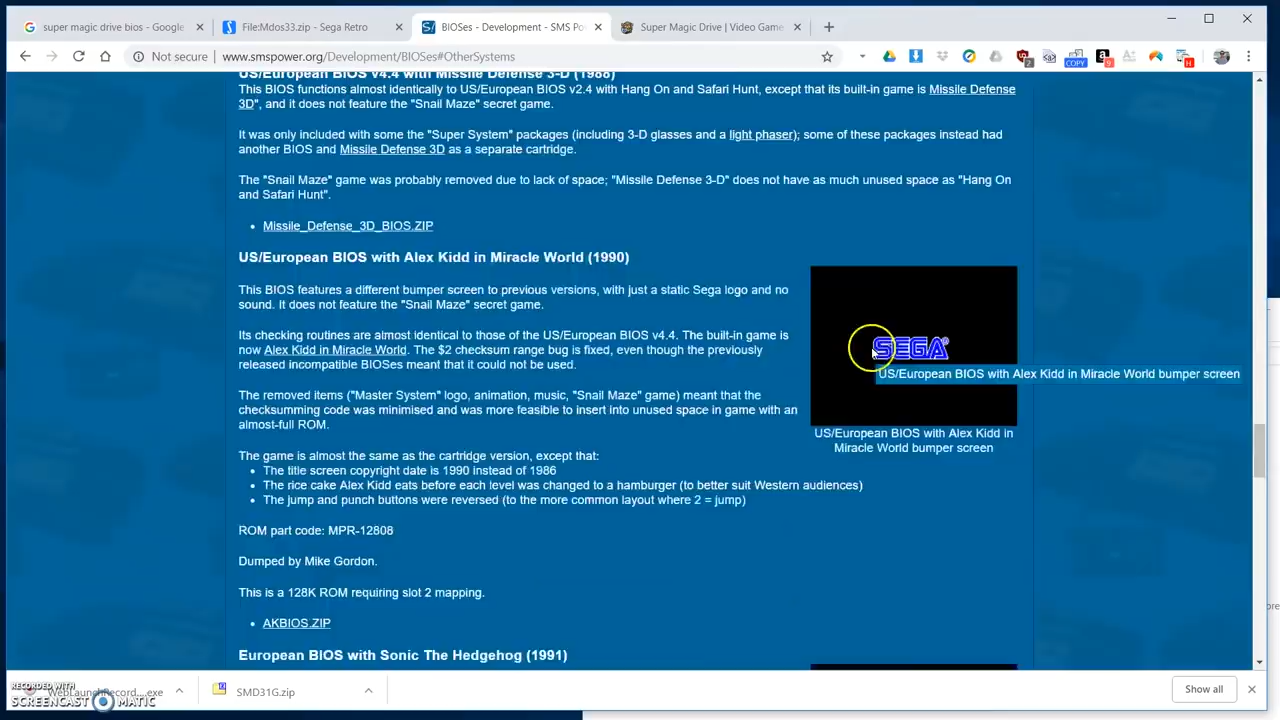 super magic drive bios - Google
File:Mdos33.zip - Sega Retro
BIOSes - Development - SMS Po
Super Magic Drive | Video Game
Not secure
www.smspower.org/Development/BIOSes#OtherSystems
2
COPY
9
H
US/European BIOS v4.4 with Missile Defense 3-D (1988)
This BIOS functions almost identically to US/European BIOS v2.4 with Hang On and Safari Hunt, except that its built-in game is Missile Defense
3D", and it does not feature the "Snail Maze" secret game.
It was only included with some the "Super System" packages (including 3-D glasses and a light phaser); some of these packages instead had
another BIOS and Missile Defense 3D as a separate cartridge.
The "Snail Maze" game was probably removed due to lack of space; "Missile Defense 3-D" does not have as much unused space as "Hang On
and Safari Hunt".
• Missile_Defense_3D_BIOS.ZIP
US/European BIOS with Alex Kidd in Miracle World (1990)
This BIOS features a different bumper screen to previous versions, with just a static Sega logo and no
sound. It does not feature the "Snail Maze" secret game.
Its checking routines are almost identical to those of the US/European BIOS v4.4. The built-in game is
now Alex Kidd in Miracle World. The $2 checksum range bug is fixed, even though the previously
released incompatible BIOSes meant that it could not be used.
The removed items ("Master System" logo, animation, music, "Snail Maze" game) meant that the
checksumming code was minimised and was more feasible to insert into unused space in game with an
almost-full ROM.
SEGA®
US/European BIOS with Alex Kidd in Miracle World bumper screen
US/European BIOS with Alex Kidd in
Miracle World bumper screen
The game is almost the same as the cartridge version, except that:
• The title screen copyright date is 1990 instead of 1986
• The rice cake Alex Kidd eats before each level was changed to a hamburger (to better suit Western audiences)
• The jump and punch buttons were reversed (to the more common layout where 2 = jump)
ROM part code: MPR-12808
Dumped by Mike Gordon.
This is a 128K ROM requiring slot 2 mapping.
• AKBIOS.ZIP
European BIOS with Sonic The Hedgehog (1991)
WebLaunchRecord....exe
SMD31G.zip
Show all
RECORDED WITH
SCREENCAST MATIC